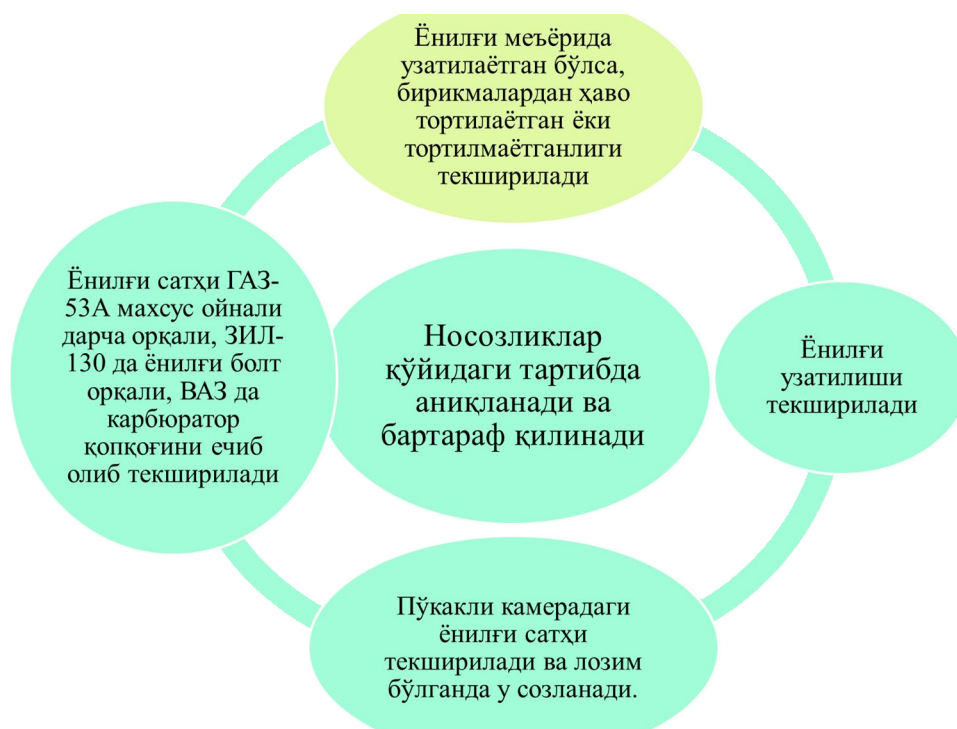 Ёнилғи меъёрида
узатилаётган бўлса,
бирикмалардан ҳаво
тортилаётган ёки
тортилмаётганлиги
текширилади
Ёнилғи сатҳи ГАЗ-
53А махсус ойнали
дарча орқали, ЗИЛ-
130 да ёнилғи болт
орқали, ВАЗ да
карбюратор
қопқоғини ечиб
олиб текширилади
Носозликлар
қўйидаги тартибда
аниқланади ва
бартараф қилинади
Ёнилғи
узатилиши
текширилади
Пўкакли камерадаги
ёнилғи сатҳи
текширилади ва лозим
бўлганда у созланади.